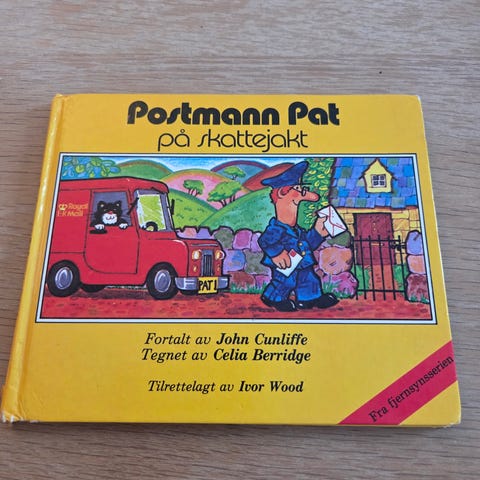 Postmann Pat
på skattejakt
Royal
E II R Mail
PAT 1
Fortalt av John Cunliffe
Tegnet av Celia Berridge
Tilrettelagt av Ivor Wood
Fra fjernsynsserien